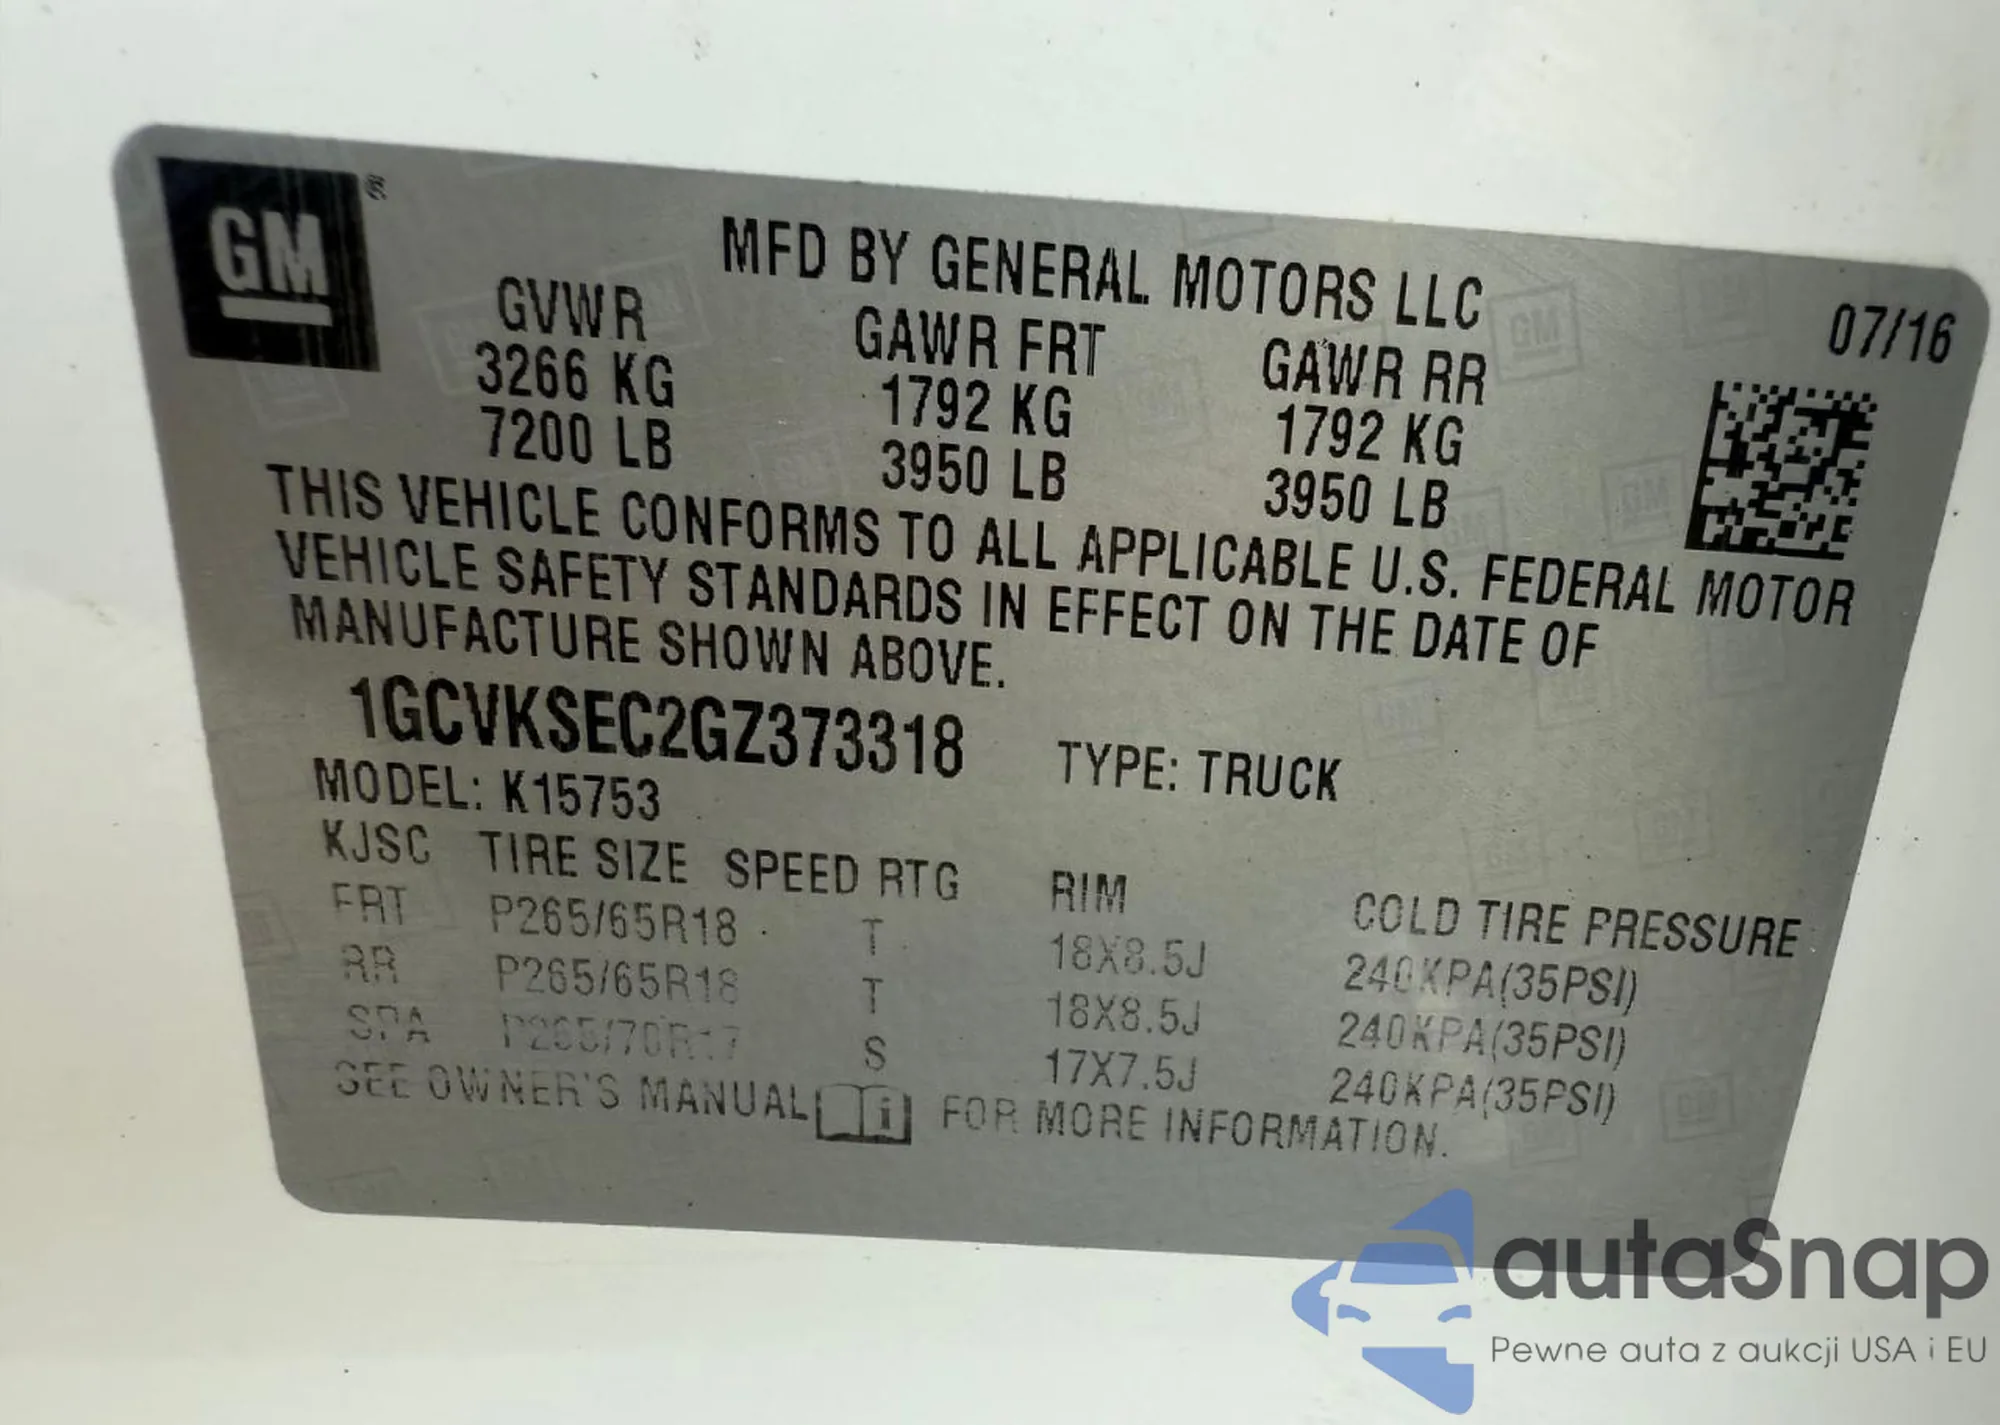 GM ®
MFD BY GENERAL MOTORS LLC
07/16
GVWR GAWR FRT GAWR RR
3266 KG 1792 KG 1792 KG
7200 LB 3950 LB 3950 LB
THIS VEHICLE CONFORMS TO ALL APPLICABLE U.S. FEDERAL MOTOR
VEHICLE SAFETY STANDARDS IN EFFECT ON THE DATE OF
MANUFACTURE SHOWN ABOVE.
1GCVKSEC2GZ373318 TYPE: TRUCK
MODEL: K15753
KJSC TIRE SIZE SPEED RTG RIM COLD TIRE PRESSURE
FRT P265/65R18 T 18X8.5J 240KPA(35PSI)
RR P265/65R18 T 18X8.5J 240KPA(35PSI)
SPA P265/70R17 S 17X7.5J 240KPA(35PSI)
SEE OWNER'S MANUAL i FOR MORE INFORMATION.
autaSnap
Pewne auta z aukcji USA i EU